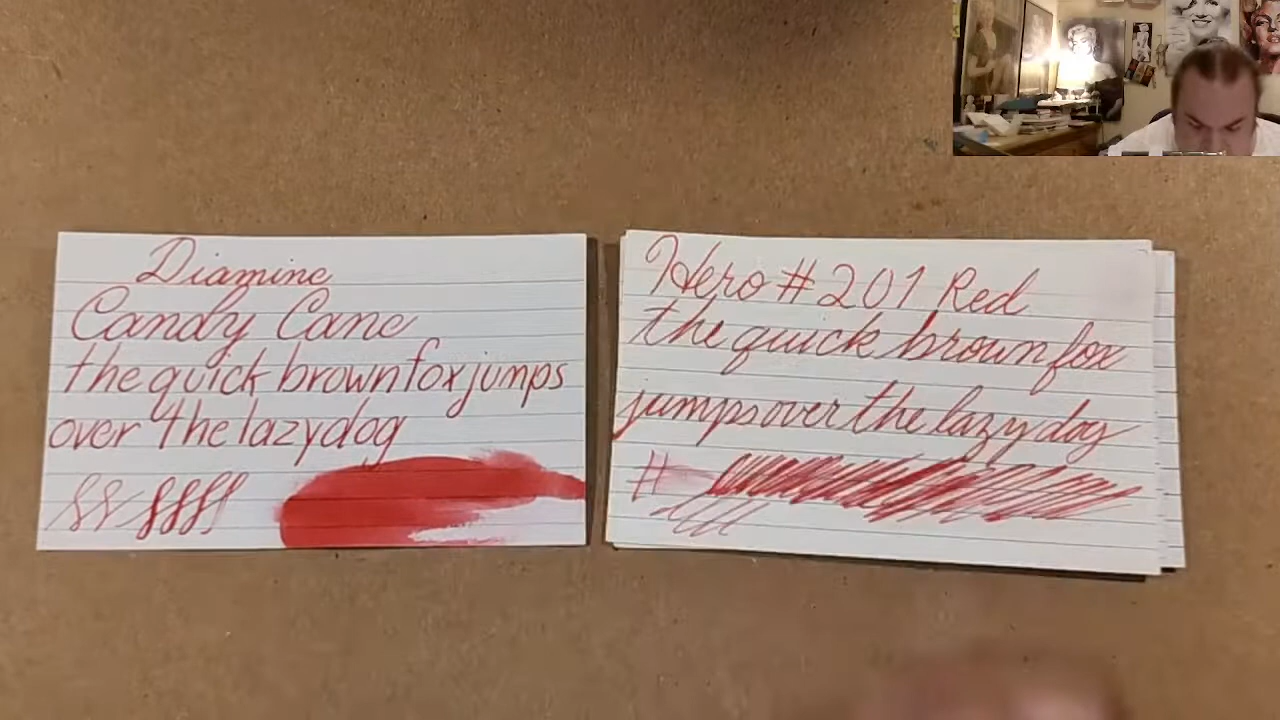 Diamine
Candy Cane
the quick brown fox jumps
over the lazy dog
Hero #201 Red
the quick brown fox
jumps over the lazy dog
#